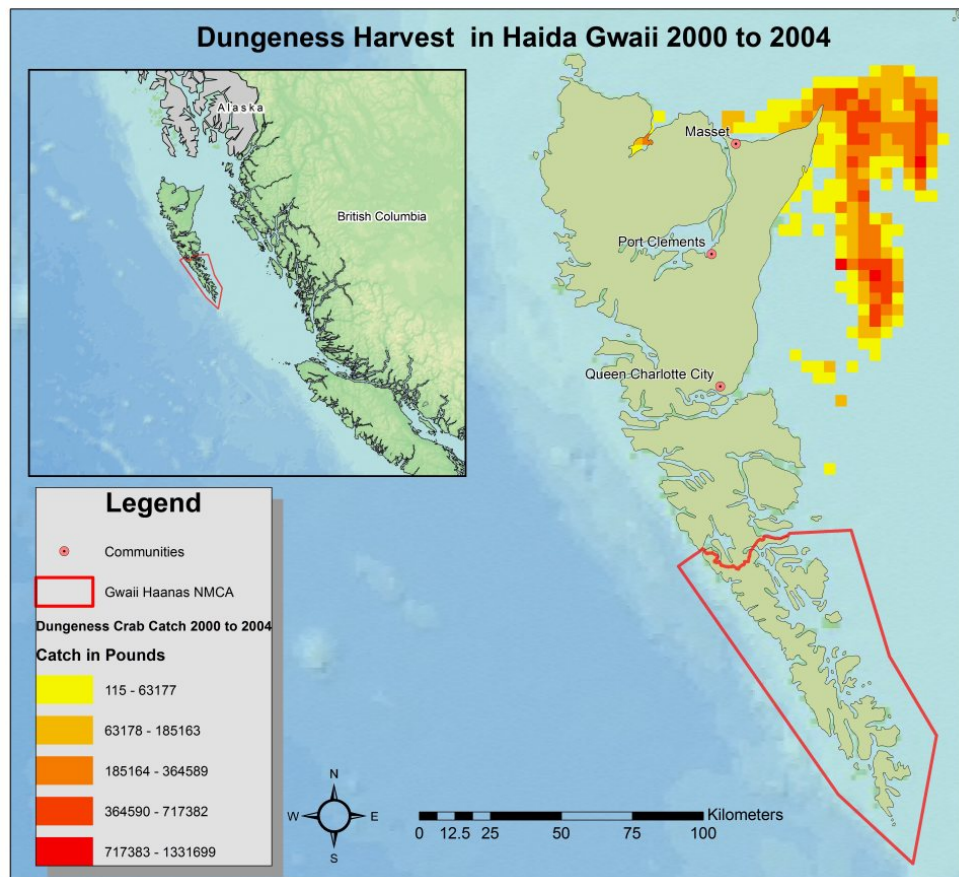 Dungeness Harvest in Haida Gwaii 2000 to 2004
Alaska
British Columbia
Masset
Port Clements
Queen Charlotte City
Legend
Communities
Gwaii Haanas NMCA
Dungeness Crab Catch 2000 to 2004
Catch in Pounds
115 - 63177
63178 - 185163
185164 - 364589
364590 - 717382
717383 - 1331699
N
W E
S
Kilometers
0 12.5 25 50 75 100